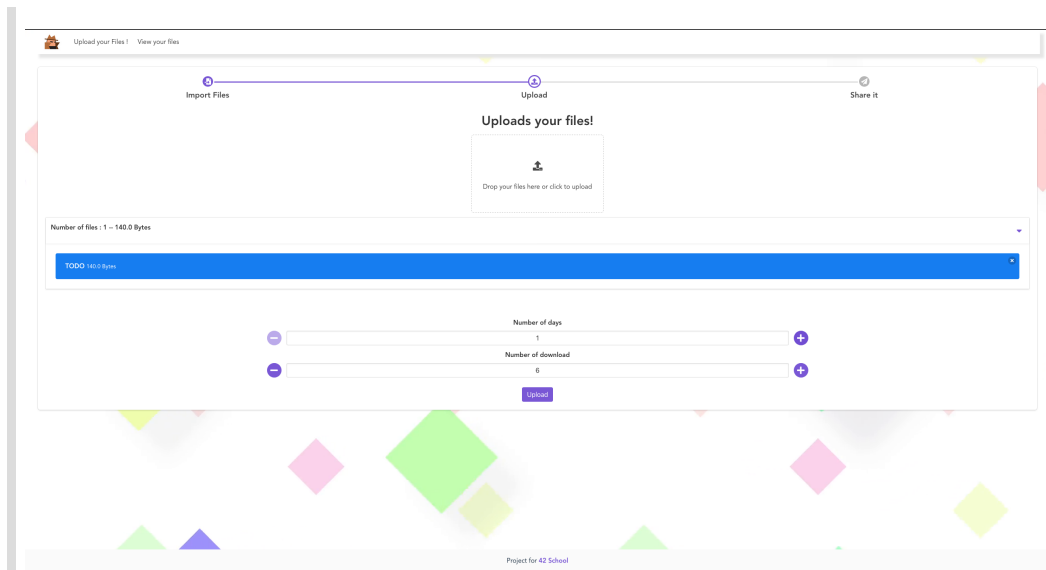 Upload your Files ! View your files
Import Files Upload Share it
Uploads your files!
Drop your files here or click to upload
Number of files : 1 – 140.0 Bytes
TODO 140.0 Bytes
Number of days
1
Number of download
6
Upload
Project for 42 School